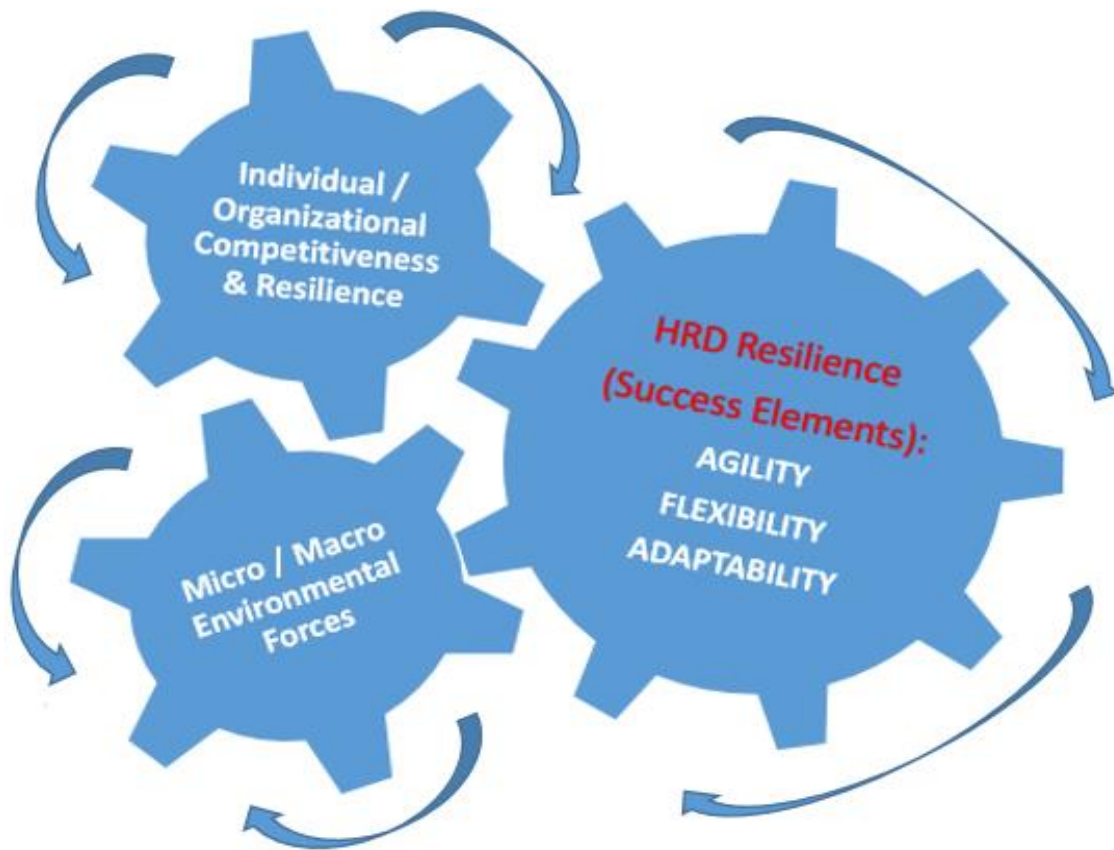 Individual /
Organizational
Competitiveness
& Resilience
HRD Resilience
(Success Elements):
AGILITY
FLEXIBILITY
ADAPTABILITY
Micro / Macro
Environmental
Forces